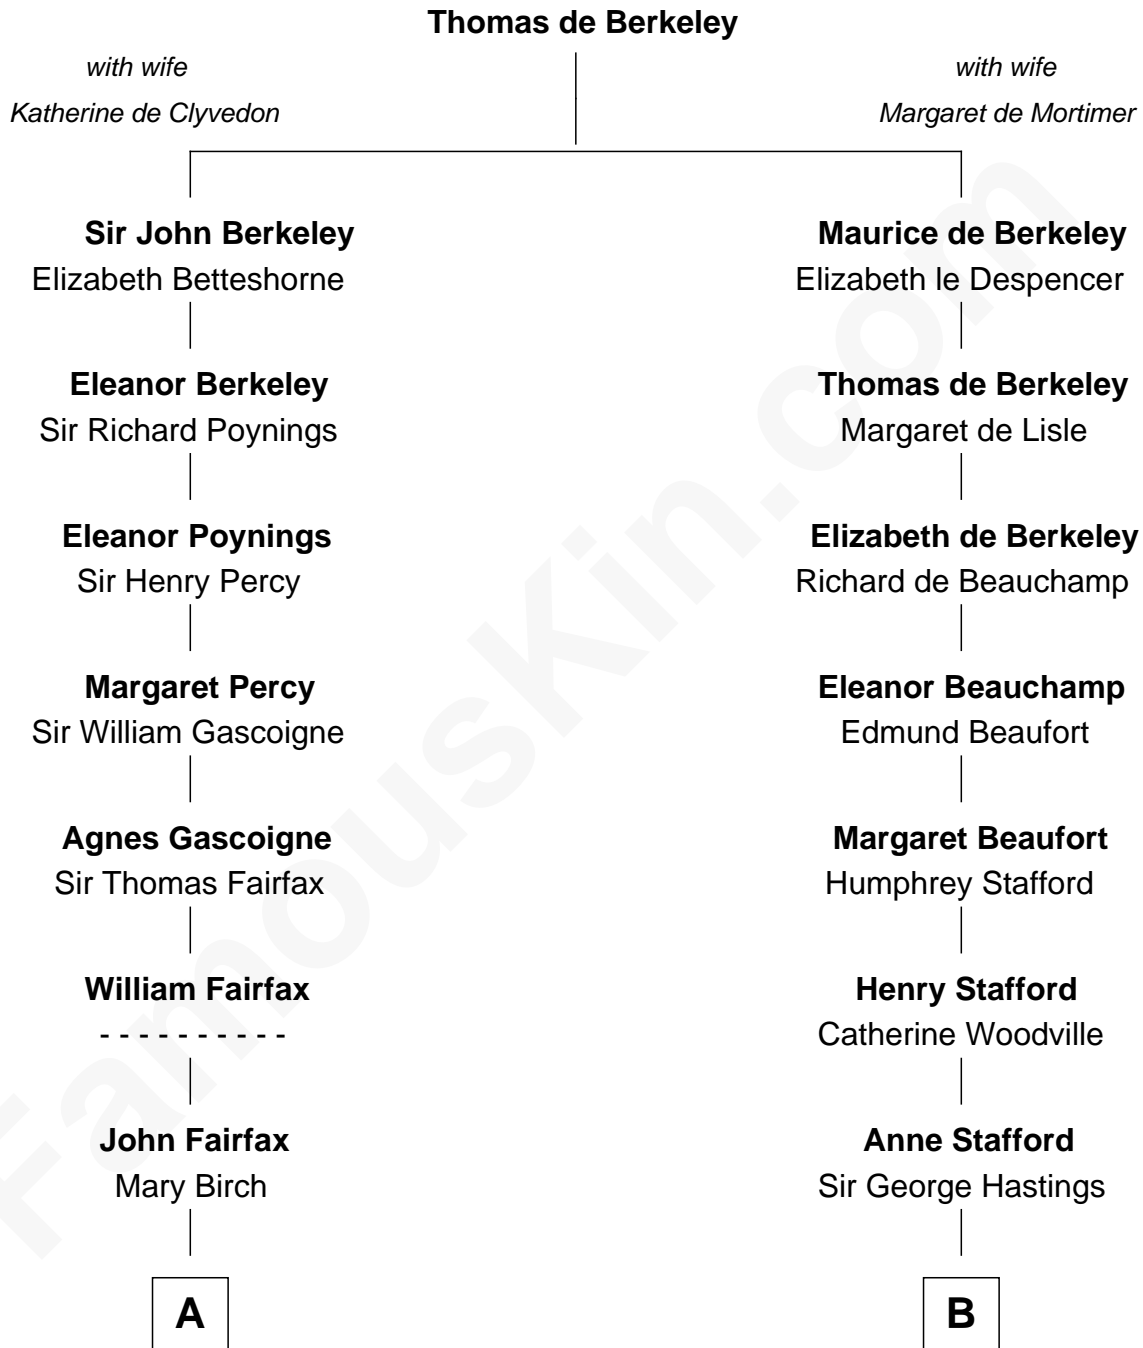 Thomas de Berkeley
with wife
Katherine de Clyvedon
with wife
Margaret de Mortimer
Sir John Berkeley
Elizabeth Betteshorne
Maurice de Berkeley
Elizabeth le Despencer
Eleanor Berkeley
Sir Richard Poynings
Thomas de Berkeley
Margaret de Lisle
Eleanor Poynings
Sir Henry Percy
Elizabeth de Berkeley
Richard de Beauchamp
Margaret Percy
Sir William Gascoigne
Eleanor Beauchamp
Edmund Beaufort
Agnes Gascoigne
Sir Thomas Fairfax
Margaret Beaufort
Humphrey Stafford
William Fairfax
- - - - - - - - - -
Henry Stafford
Catherine Woodville
John Fairfax
Mary Birch
Anne Stafford
Sir George Hastings
A
B
FamousKin.com